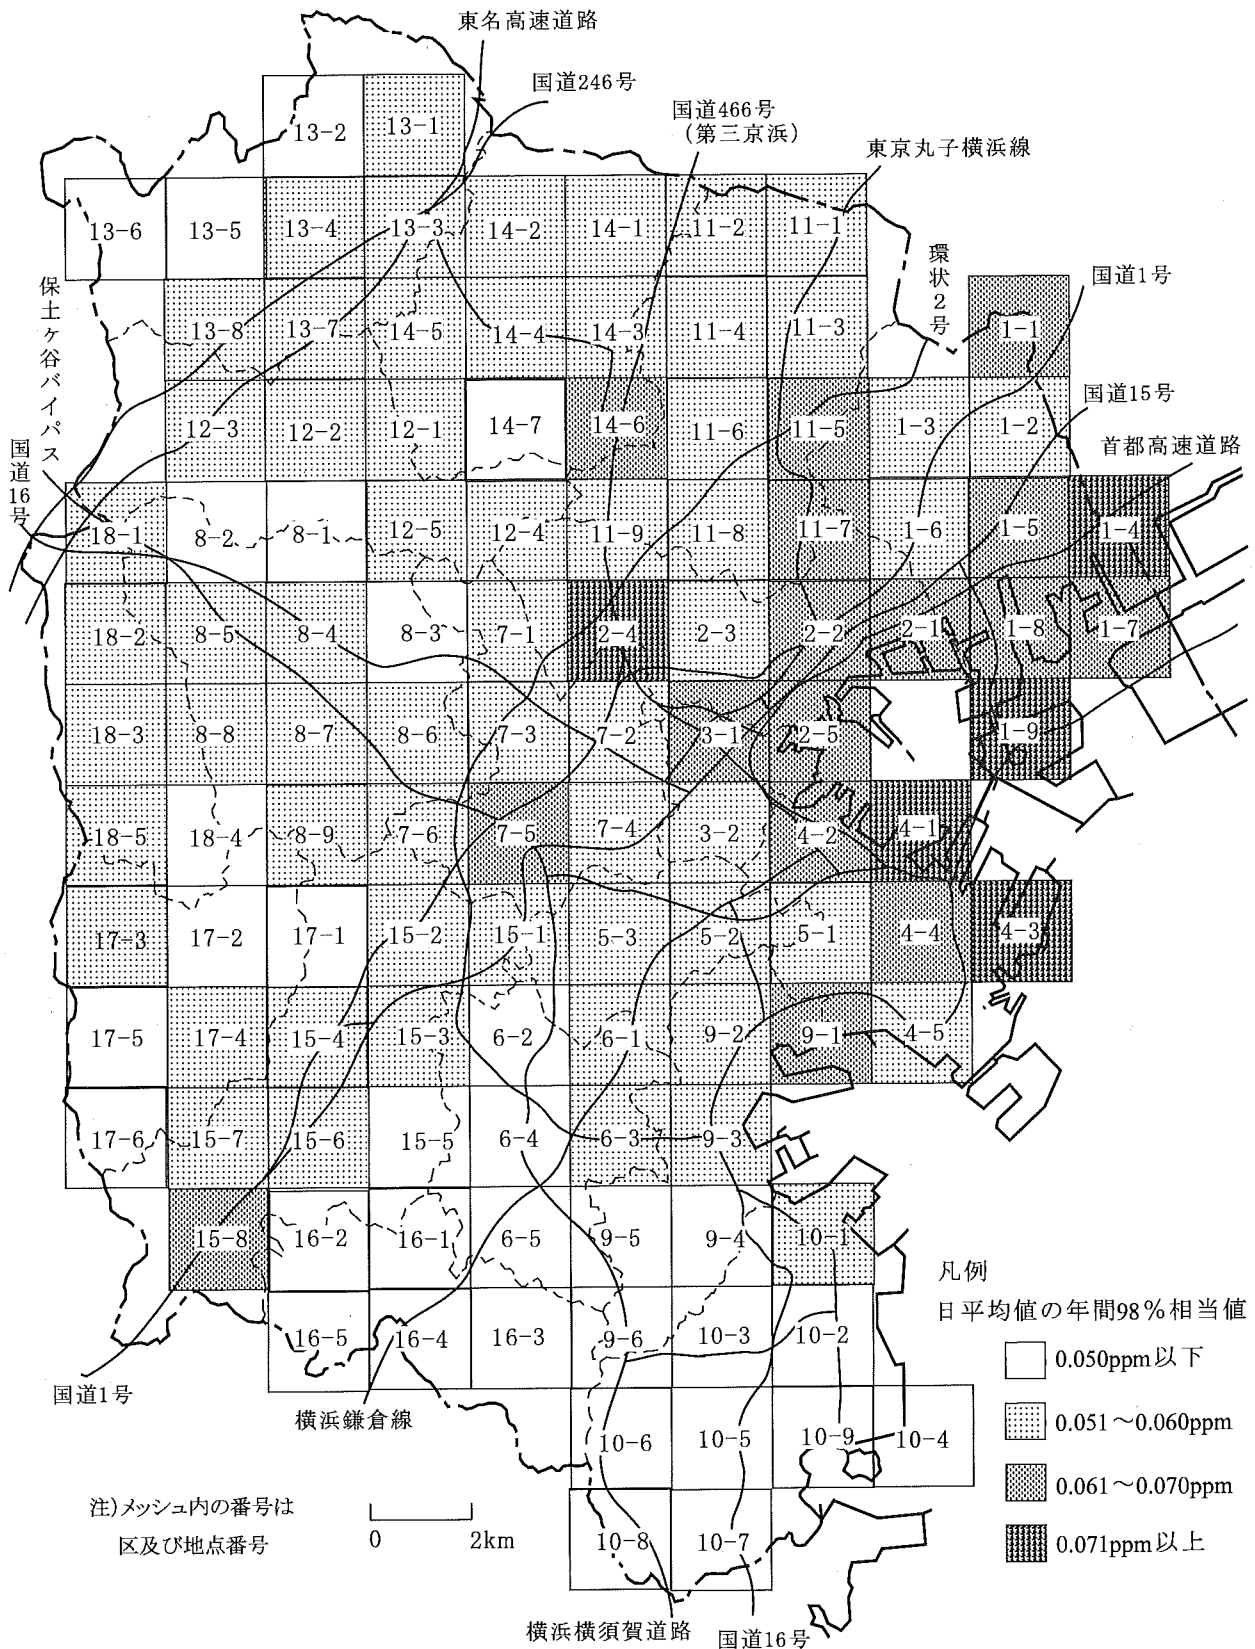 東名高速道路
国道246号
国道466号
(第三京浜)
東京丸子横浜線
環状2号
国道1号
国道15号
首都高速道路
保土ヶ谷バイパス
国道16号
13-2 13-1
13-6 13-5 13-4 13-3 14-2 14-1 11-2 11-1
13-8 13-7 14-5 14-4 14-3 11-4 11-3 1-1
12-3 12-2 12-1 14-7 14-6 11-6 11-5 1-3 1-2
18-1 8-2 8-1 12-5 12-4 11-9 11-8 11-7 1-6 1-5 1-4
18-2 8-5 8-4 8-3 7-1 2-4 2-3 2-2 2-1 1-8 1-7
18-3 8-8 8-7 8-6 7-3 7-2 3-1 2-5 1-9
18-5 18-4 8-9 7-6 7-5 7-4 3-2 4-2 4-1
17-3 17-2 17-1 15-2 15-1 5-3 5-2 5-1 4-4 4-3
17-5 17-4 15-4 15-3 6-2 6-1 9-2 9-1 4-5
17-6 15-7 15-6 15-5 6-4 6-3 9-3
15-8 16-2 16-1 6-5 9-5 9-4 10-1
16-5 16-4 16-3 9-6 10-3 10-2
10-6 10-5 10-9 10-4
10-8 10-7
国道1号
横浜鎌倉線
横浜横須賀道路
国道16号
凡例
日平均値の年間98%相当値
0.050ppm以下
0.051~0.060ppm
0.061~0.070ppm
0.071ppm以上
注)メッシュ内の番号は
区及び地点番号
0 2km